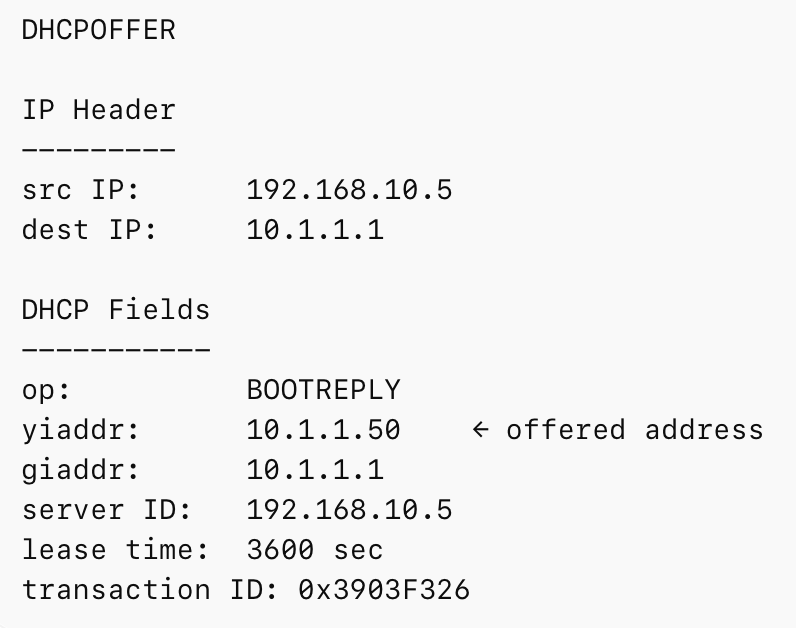 DHCPOFFER
IP Header
---------
src IP: 192.168.10.5
dest IP: 10.1.1.1
DHCP Fields
-----------
op: BOOTREPLY
yiaddr: 10.1.1.50 ← offered address
giaddr: 10.1.1.1
server ID: 192.168.10.5
lease time: 3600 sec
transaction ID: 0x3903F326